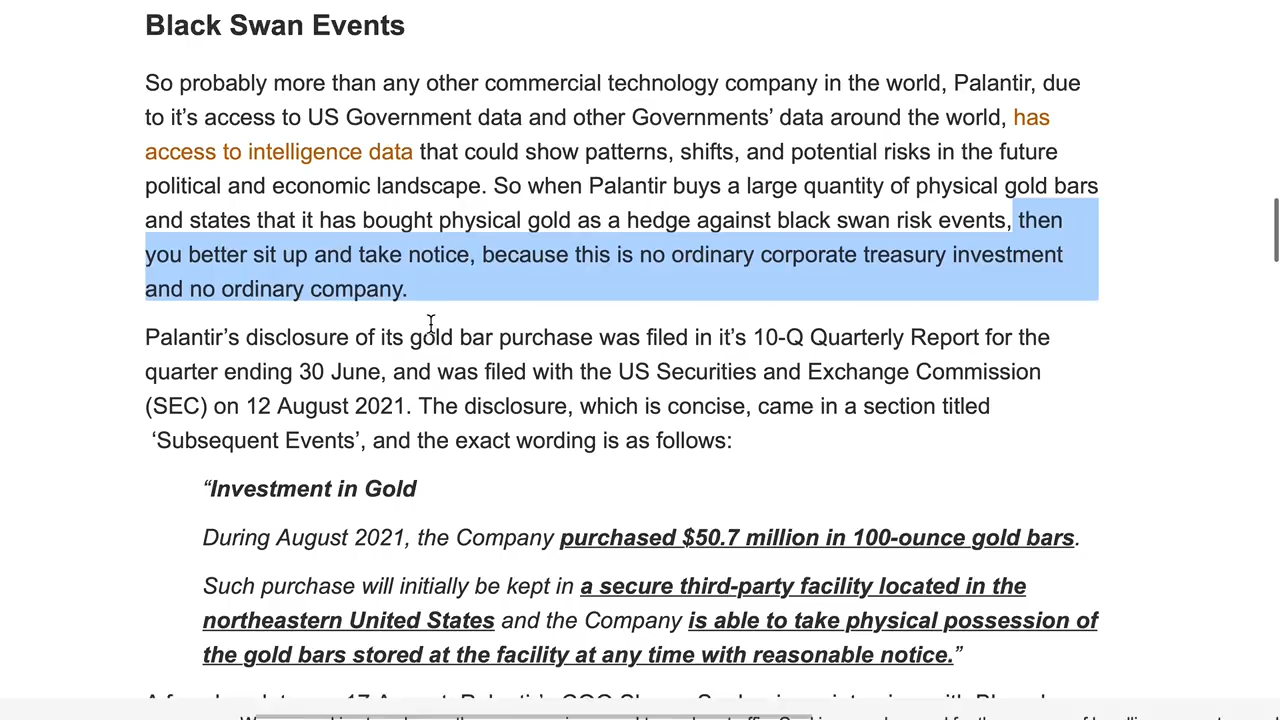 Black Swan Events
So probably more than any other commercial technology company in the world, Palantir, due
to it’s access to US Government data and other Governments’ data around the world, has
access to intelligence data that could show patterns, shifts, and potential risks in the future
political and economic landscape. So when Palantir buys a large quantity of physical gold bars
and states that it has bought physical gold as a hedge against black swan risk events, then
you better sit up and take notice, because this is no ordinary corporate treasury investment
and no ordinary company.
Palantir’s disclosure of its gold bar purchase was filed in it’s 10-Q Quarterly Report for the
quarter ending 30 June, and was filed with the US Securities and Exchange Commission
(SEC) on 12 August 2021. The disclosure, which is concise, came in a section titled
‘Subsequent Events’, and the exact wording is as follows:
“Investment in Gold
During August 2021, the Company purchased $50.7 million in 100-ounce gold bars.
Such purchase will initially be kept in a secure third-party facility located in the
northeastern United States and the Company is able to take physical possession of
the gold bars stored at the facility at any time with reasonable notice.”